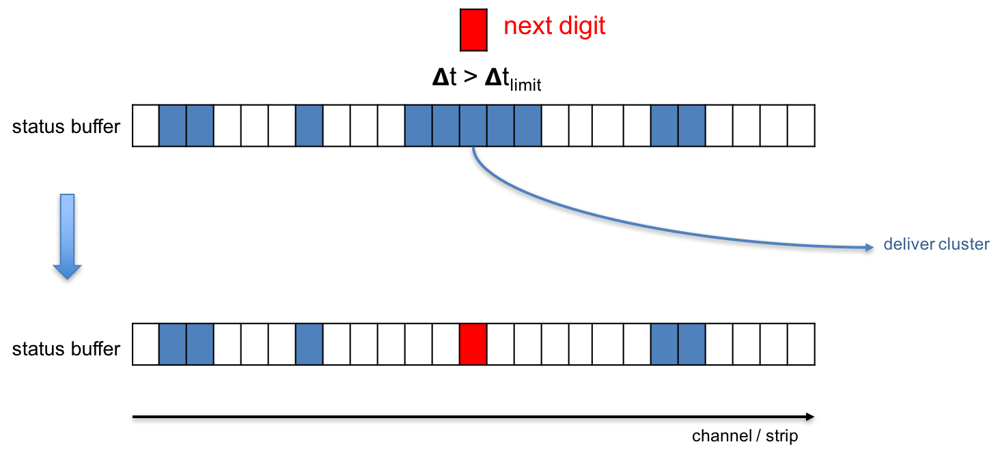 next digit
Δt > Δtlimit
status buffer
deliver cluster
status buffer
channel / strip